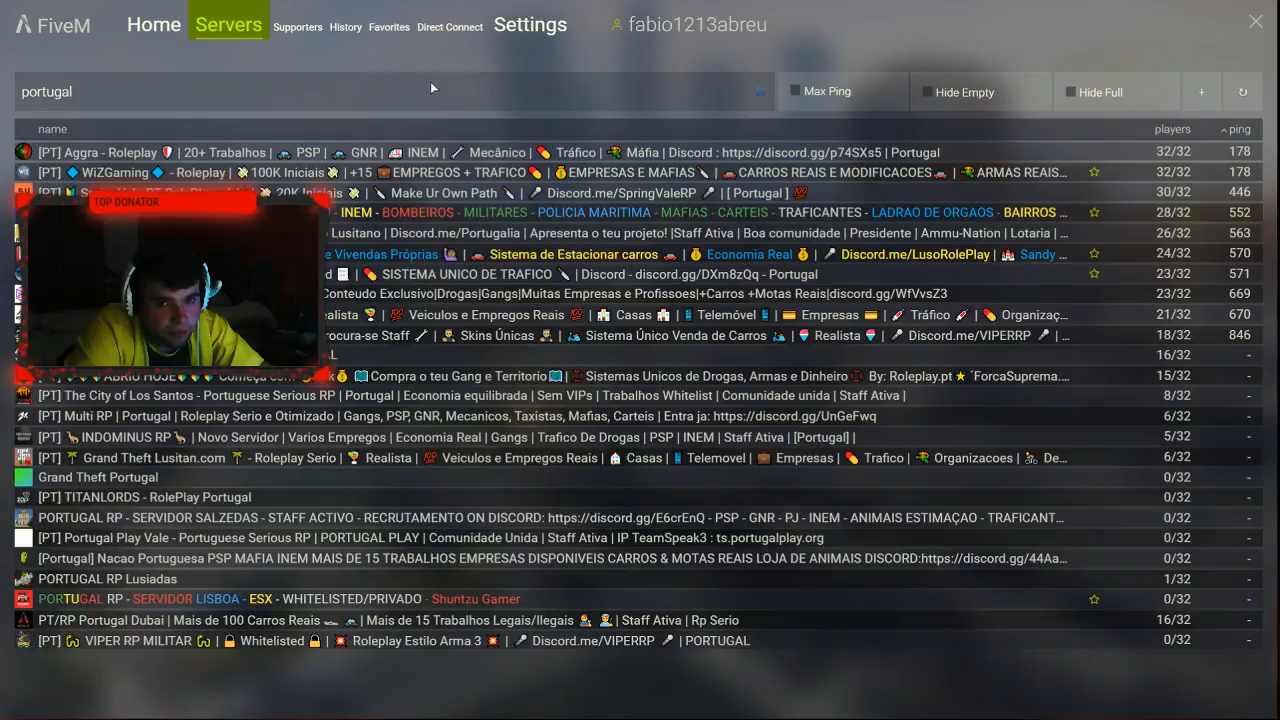 FiveM Home Servers Supporters History Favorites Direct Connect Settings fabio1213abreu
portugal Max Ping Hide Empty Hide Full +
name players ping
[PT] Aggra - Roleplay | 20+ Trabalhos | PSP | GNR | INEM | Mecânico | Tráfico | Máfia | Discord : https://discord.gg/p74SXs5 | Portugal 32/32 178
[PT] WiZGaming - Roleplay | 100K Iniciais | +15 EMPREGOS + TRAFICO | EMPRESAS E MAFIAS | CARROS REAIS E MODIFICACOES | ARMAS REAIS... 32/32 178
20K Iniciais | Make Ur Own Path | Discord.me/SpringValeRP | [ Portugal ] 30/32 446
TOP DONATOR
INEM - BOMBEIROS - MILITARES - POLICIA MARITIMA - MAFIAS - CARTEIS - TRAFICANTES - LADRAO DE ORGAOS - BAIRROS ... 28/32 552
Lusitano | Discord.me/Portugalia | Apresenta o teu projeto! |Staff Ativa | Boa comunidade | Presidente | Ammu-Nation | Lotaria | ... 26/32 563
e Vivendas Próprias | Sistema de Estacionar carros | Economia Real | Discord.me/LusoRolePlay | Sandy ... 24/32 570
d | SISTEMA UNICO DE TRAFICO | Discord - discord.gg/DXm8zQq - Portugal 23/32 571
Conteudo Exclusivo|Drogas|Gangs|Muitas Empresas e Profissoes|+Carros +Motas Reais|discord.gg/WfVvsZ3 23/32 669
ealista | Veiculos e Empregos Reais | Casas | Telemóvel | Empresas | Tráfico | Organizaç... 21/32 670
rocura-se Staff | Skins Únicas | Sistema Único Venda de Carros | Realista | Discord.me/VIPERRP | ... 18/32 846
AL 16/32 -
ABRIU HOJE Compra o teu Gang e Territorio | Sistemas Unicos de Drogas, Armas e Dinheiro By: Roleplay.pt ´ForcaSuprema.... 15/32 -
[PT] The City of Los Santos - Portuguese Serious RP | Portugal | Economia equilibrada | Sem VIPs | Trabalhos Whitelist | Comunidade unida | Staff Ativa | 8/32 -
[PT] Multi RP | Portugal | Roleplay Serio e Otimizado | Gangs, PSP, GNR, Mecanicos, Taxistas, Mafias, Carteis | Entra ja: https://discord.gg/UnGeFwq 6/32 -
[PT] INDOMINUS RP | Novo Servidor | Varios Empregos | Economia Real | Gangs | Trafico De Drogas | PSP | INEM | Staff Ativa | [Portugal] | 5/32 -
[PT] Grand Theft Lusitan.com - Roleplay Serio | Realista | Veiculos e Empregos Reais | Casas | Telemovel | Empresas | Trafico | Organizacoes | De... 6/32 -
Grand Theft Portugal 0/32 -
[PT] TITANLORDS - RolePlay Portugal 0/32 -
PORTUGAL RP - SERVIDOR SALZEDAS - STAFF ACTIVO - RECRUTAMENTO ON DISCORD: https://discord.gg/E6crEnQ - PSP - GNR - PJ - INEM - ANIMAIS ESTIMAÇAO - TRAFICANT... 0/32 -
[PT] Portugal Play Vale - Portuguese Serious RP | PORTUGAL PLAY | Comunidade Unida | Staff Ativa | IP TeamSpeak3 : ts.portugalplay.org 0/32 -
[Portugal] Nacao Portuguesa PSP MAFIA INEM MAIS DE 15 TRABALHOS EMPRESAS DISPONIVEIS CARROS & MOTAS REAIS LOJA DE ANIMAIS DISCORD:https://discord.gg/44Aa... 0/32 -
PORTUGAL RP Lusiadas 1/32 -
PORTUGAL RP - SERVIDOR LISBOA - ESX - WHITELISTED/PRIVADO - Shuntzu Gamer 0/32 -
PT/RP Portugal Dubai | Mais de 100 Carros Reais | Mais de 15 Trabalhos Legais/Ilegais | Staff Ativa | Rp Serio 16/32 -
[PT] VIPER RP MILITAR | Whitelisted | Roleplay Estilo Arma 3 | Discord.me/VIPERRP | PORTUGAL 0/32 -